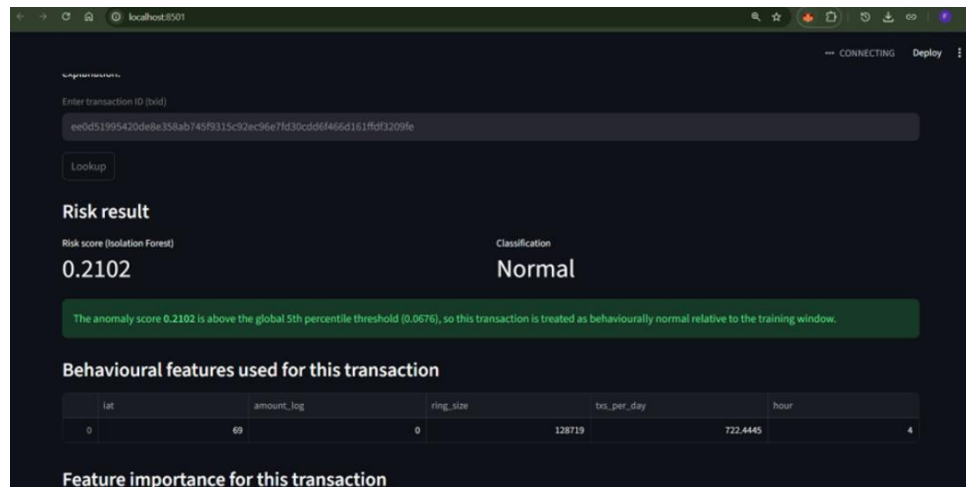 localhost:8501
CONNECTING Deploy
explanation.
Enter transaction ID (txid)
ee0d51995420de8e358ab745f9315c92ec96e7fd30cdd6f466d161ffdf3209fe
Lookup
Risk result
Risk score (Isolation Forest) Classification
0.2102 Normal
The anomaly score 0.2102 is above the global 5th percentile threshold (0.0676), so this transaction is treated as behaviourally normal relative to the training window.
Behavioural features used for this transaction
iat amount_log ring_size txs_per_day hour
0 69 0 128719 722.4445 4
Feature importance for this transaction